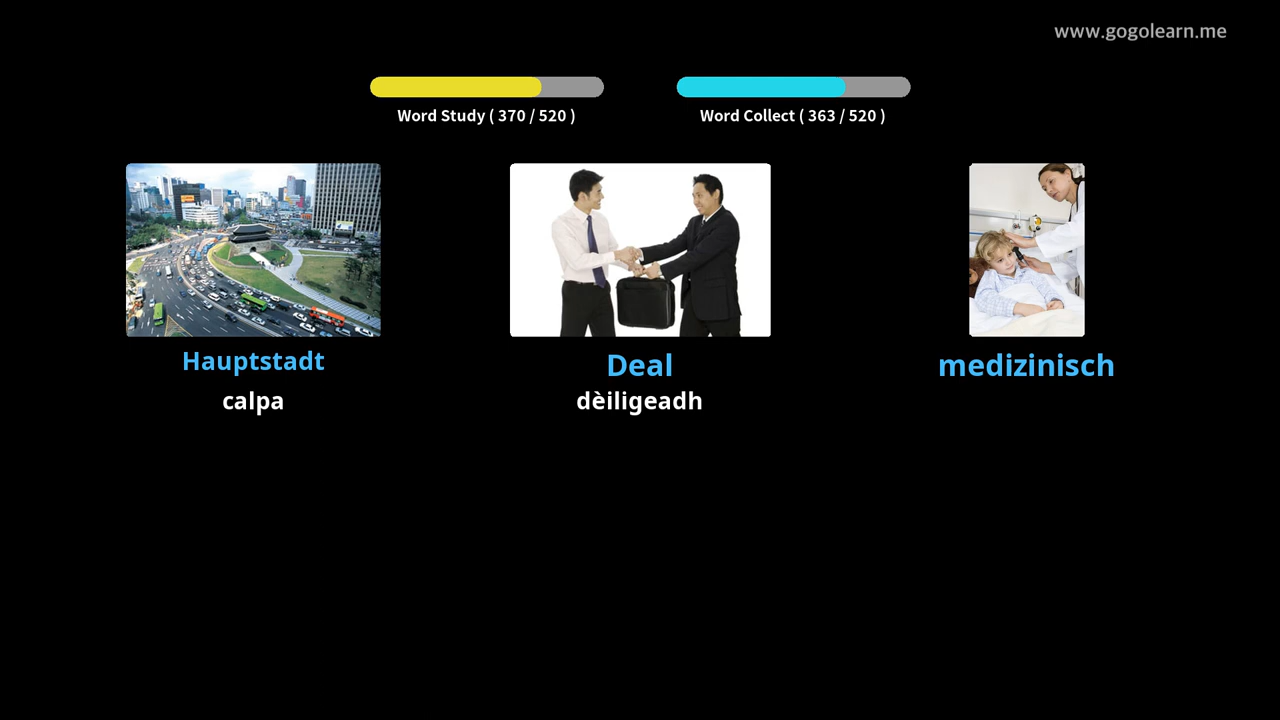 www.gogolearn.me
Word Study ( 370 / 520 )
Word Collect ( 363 / 520 )
Hauptstadt
calpa
Deal
dèiligeadh
medizinisch